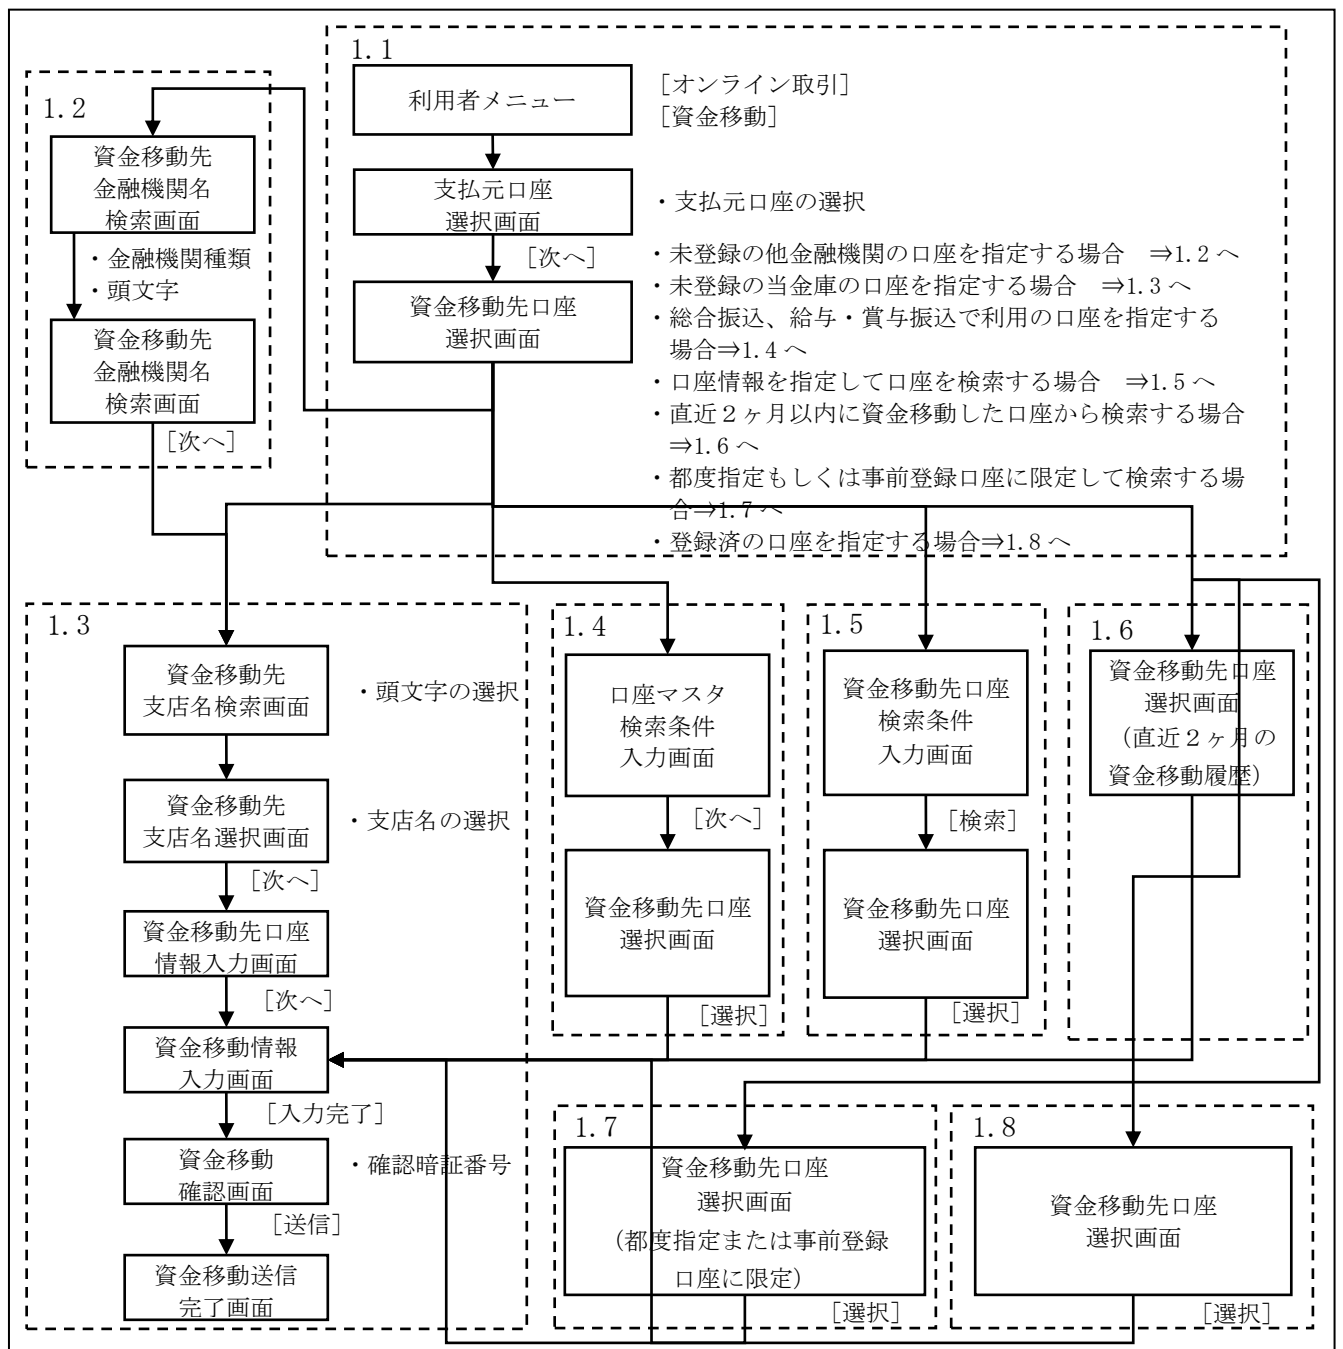 1.1
利用者メニュー
[オンライン取引]
[資金移動]
支払元口座
選択画面
・支払元口座の選択
[次へ]
資金移動先口座
選択画面
・未登録の他金融機関の口座を指定する場合　⇒1.2へ
・未登録の当金庫の口座を指定する場合　⇒1.3へ
・総合振込、給与・賞与振込で利用の口座を指定する
場合⇒1.4へ
・口座情報を指定して口座を検索する場合　⇒1.5へ
・直近２ヶ月以内に資金移動した口座から検索する場合
⇒1.6へ
・都度指定もしくは事前登録口座に限定して検索する場
合⇒1.7へ
・登録済の口座を指定する場合⇒1.8へ
1.2
資金移動先
金融機関名
検索画面
・金融機関種類
・頭文字
資金移動先
金融機関名
検索画面
[次へ]
1.3
資金移動先
支店名検索画面
・頭文字の選択
資金移動先
支店名選択画面
・支店名の選択
[次へ]
資金移動先口座
情報入力画面
[次へ]
資金移動情報
入力画面
[入力完了]
資金移動
確認画面
・確認暗証番号
[送信]
資金移動送信
完了画面
1.4
口座マスタ
検索条件
入力画面
[次へ]
資金移動先口座
選択画面
[選択]
1.5
資金移動先口座
検索条件
入力画面
[検索]
資金移動先口座
選択画面
[選択]
1.6
資金移動先口座
選択画面
（直近２ヶ月の
資金移動履歴）
1.7
資金移動先口座
選択画面
（都度指定または事前登録
口座に限定）
[選択]
1.8
資金移動先口座
選択画面
[選択]